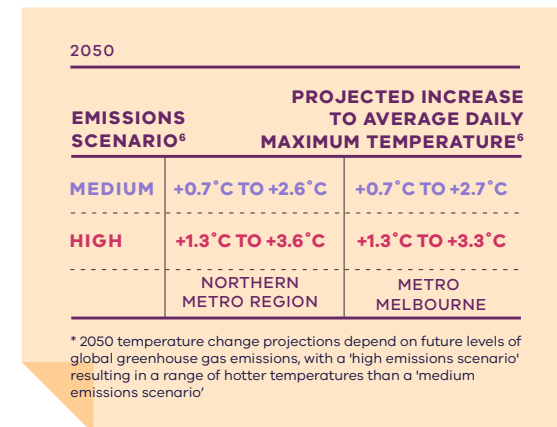 2050
EMISSIONS
SCENARIO⁶
PROJECTED INCREASE
TO AVERAGE DAILY
MAXIMUM TEMPERATURE⁶
MEDIUM +0.7˚C TO +2.6˚C +0.7˚C TO +2.7˚C
HIGH +1.3˚C TO +3.6˚C +1.3˚C TO +3.3˚C
NORTHERN
METRO REGION
METRO
MELBOURNE
* 2050 temperature change projections depend on future levels of
global greenhouse gas emissions, with a 'high emissions scenario'
resulting in a range of hotter temperatures than a 'medium
emissions scenario’